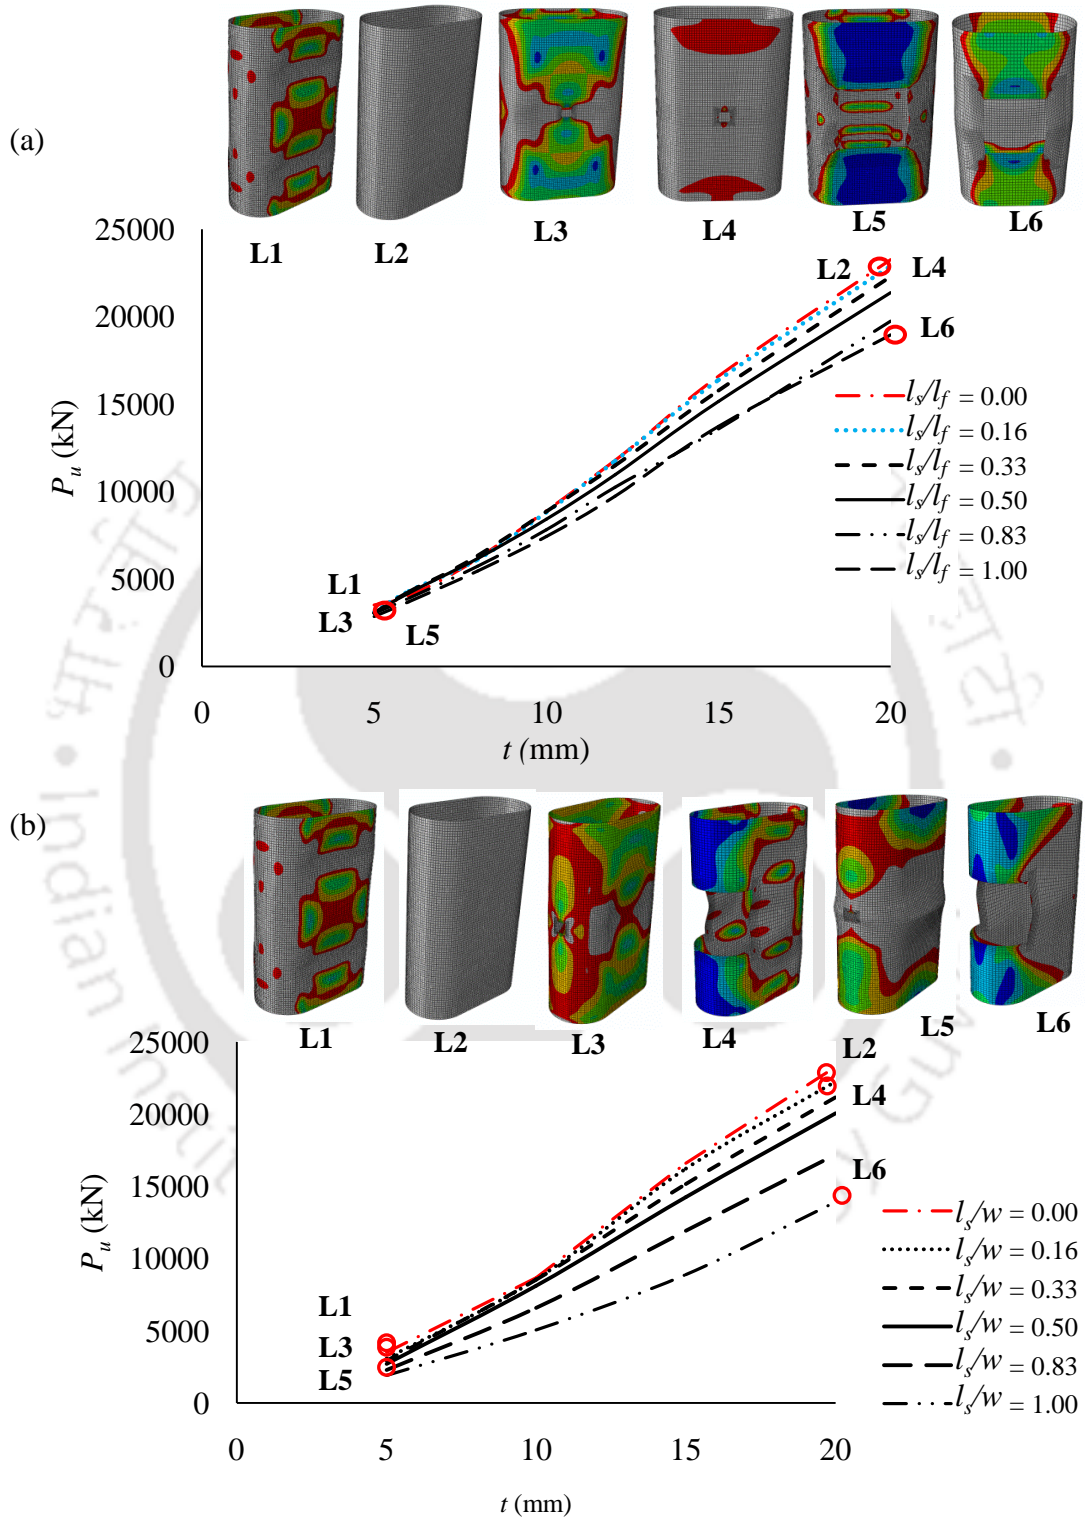 (a)
L1
L2
L3
L4
L5
L6
25000
20000
15000
10000
5000
0
P_u (kN)
L2
L4
L6
L1
L3
L5
l_s/l_f = 0.00
l_s/l_f = 0.16
l_s/l_f = 0.33
l_s/l_f = 0.50
l_s/l_f = 0.83
l_s/l_f = 1.00
0 5 10 15 20
t (mm)
(b)
L1
L2
L3
L4
L5
L6
25000
20000
15000
10000
5000
0
P_u (kN)
L2
L4
L6
L1
L3
L5
l_s/w = 0.00
l_s/w = 0.16
l_s/w = 0.33
l_s/w = 0.50
l_s/w = 0.83
l_s/w = 1.00
0 5 10 15 20
t (mm)
Indian Instit